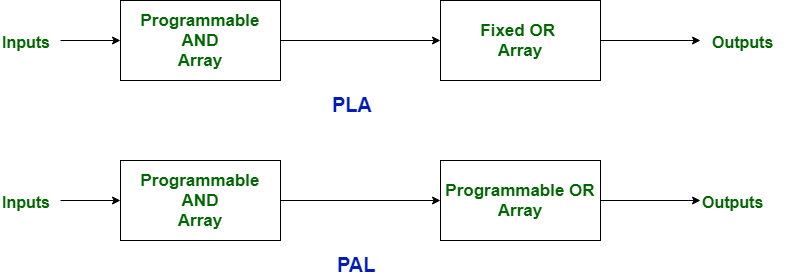 Inputs
Programmable
AND
Array
Fixed OR
Array
Outputs
PLA
Inputs
Programmable
AND
Array
Programmable OR
Array
Outputs
PAL